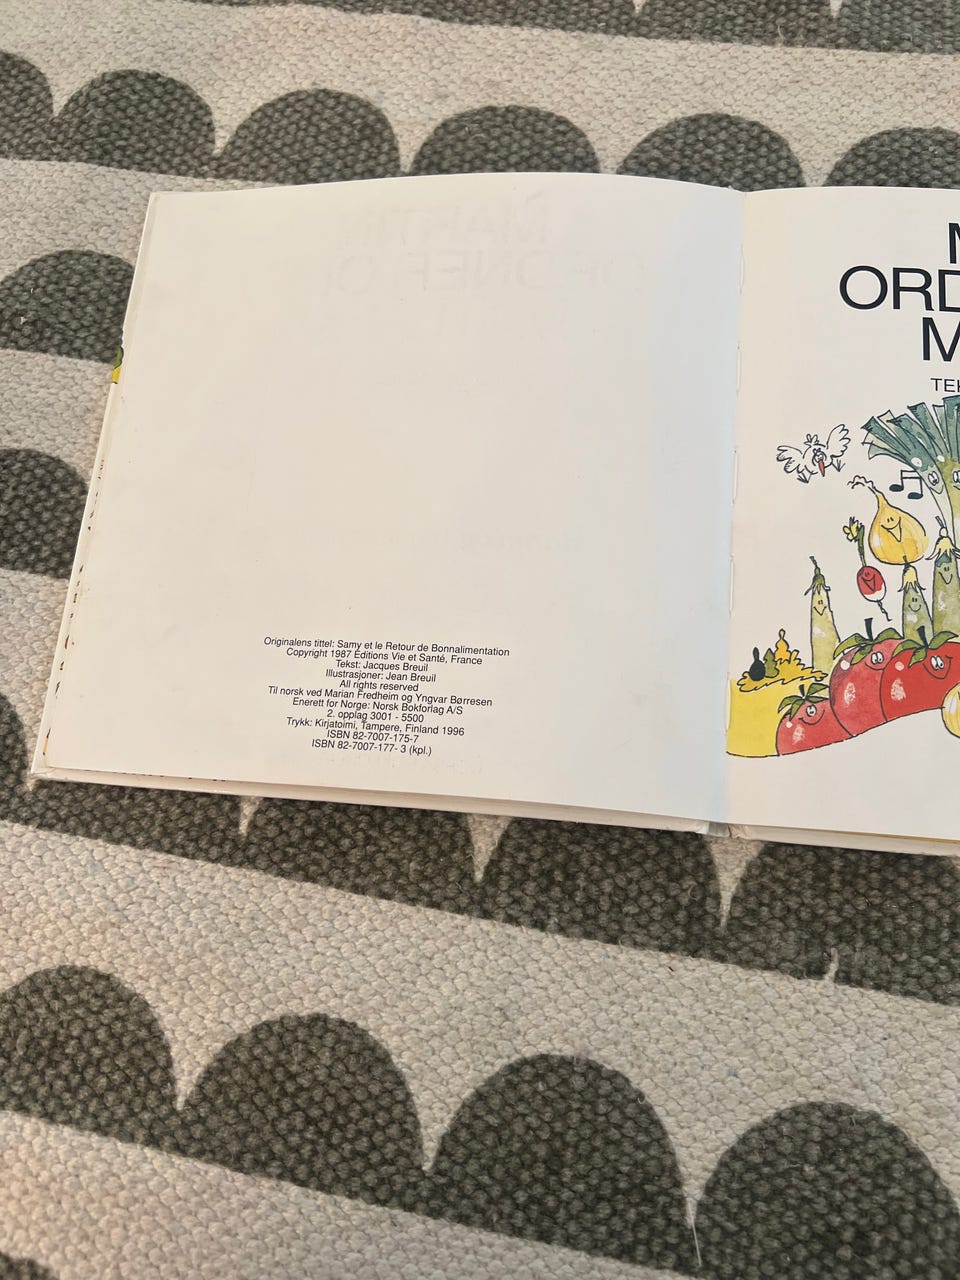 Originalens tittel: Samy et le Retour de Bonnalimentation
Copyright 1987 Éditions Vie et Santé, France
Tekst: Jacques Breuil
Illustrasjoner: Jean Breuil
All rights reserved
Til norsk ved Marian Fredheim og Yngvar Børresen
Enerett for Norge: Norsk Bokforlag A/S
2. opplag 3001 - 5500
Trykk: Kirjatoimi, Tampere, Finland 1996
ISBN 82-7007-175-7
ISBN 82-7007-177- 3 (kpl.)
ORD
M